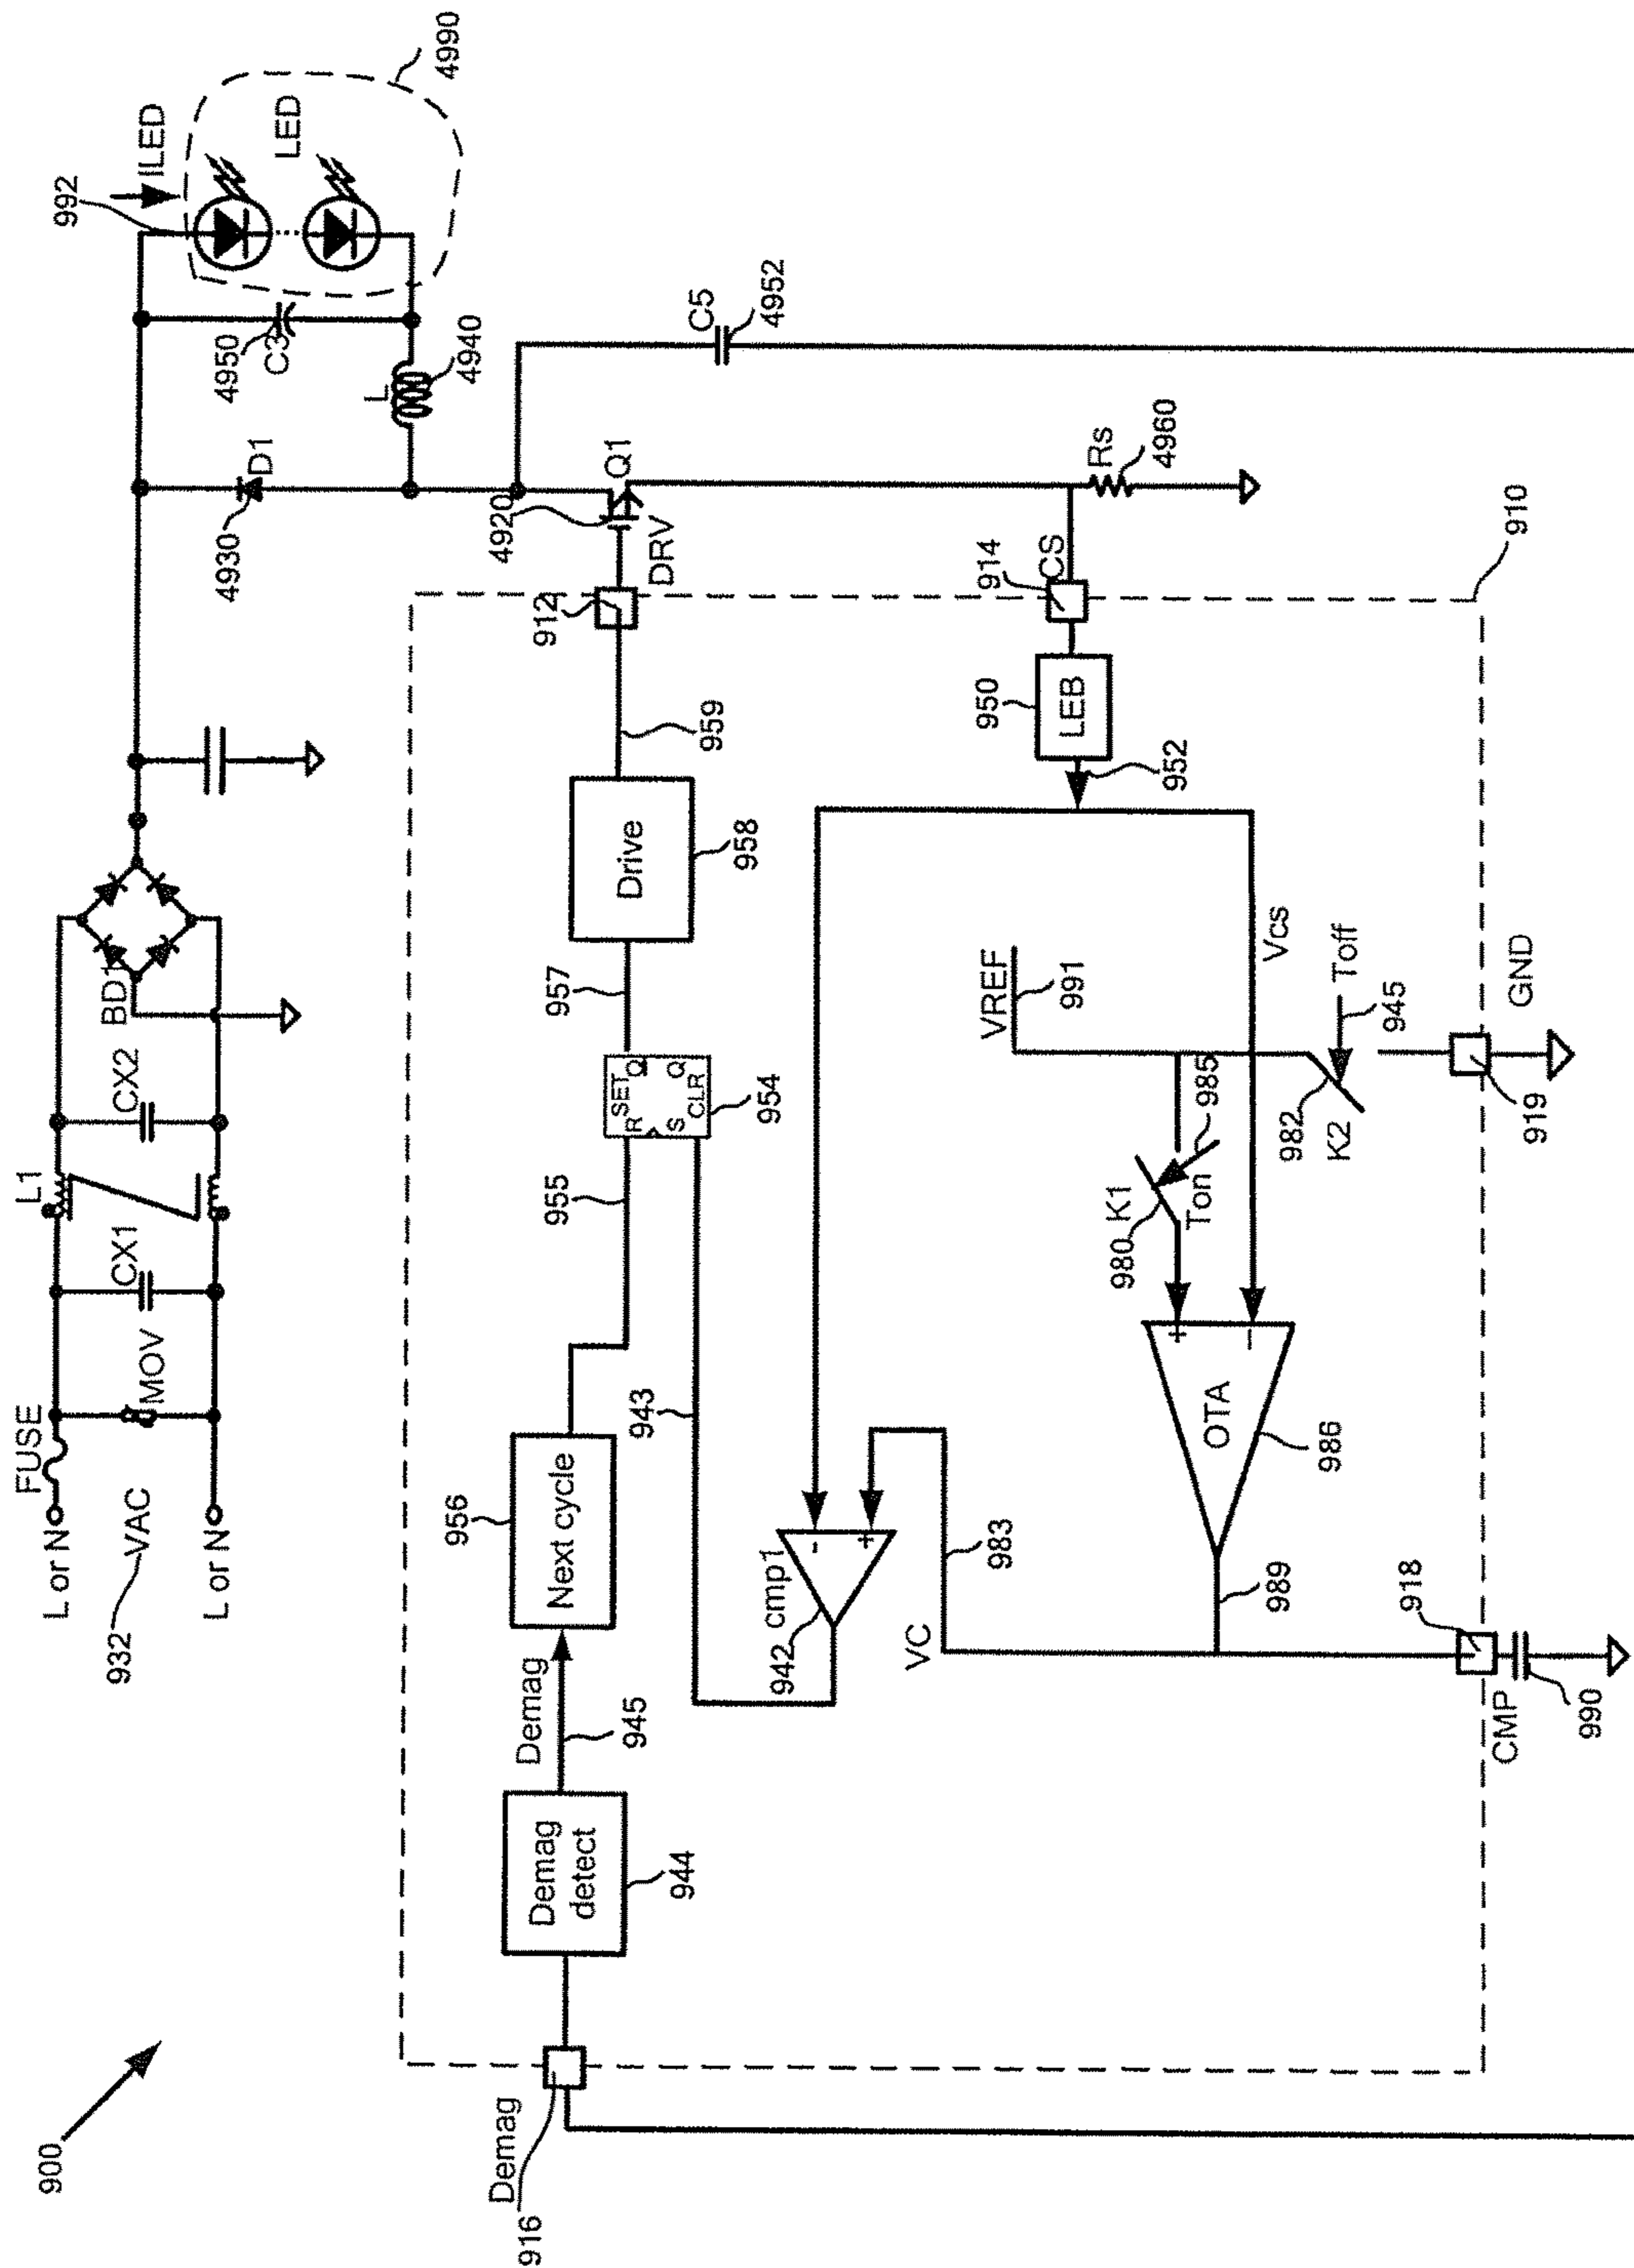 900
L or N
FUSE
932
VAC
L or N
MOV
CX1
L1
CX2
BD1
4930
D1
4950
C3
L
4940
992
ILED
LED
4990
C5
4952
4920
Q1
DRV
912
Rs
4960
CS
914
910
Demag
916
Demag
detect
944
Demag
945
956
Next cycle
955
R
SET
Q
S
CLR
Q
954
957
Drive
958
959
943
cmp1
942
-
+
VC
983
LEB
950
952
VREF
991
Vcs
980
K1
Ton
985
982
K2
Toff
945
GND
919
+
-
OTA
986
989
918
CMP
990